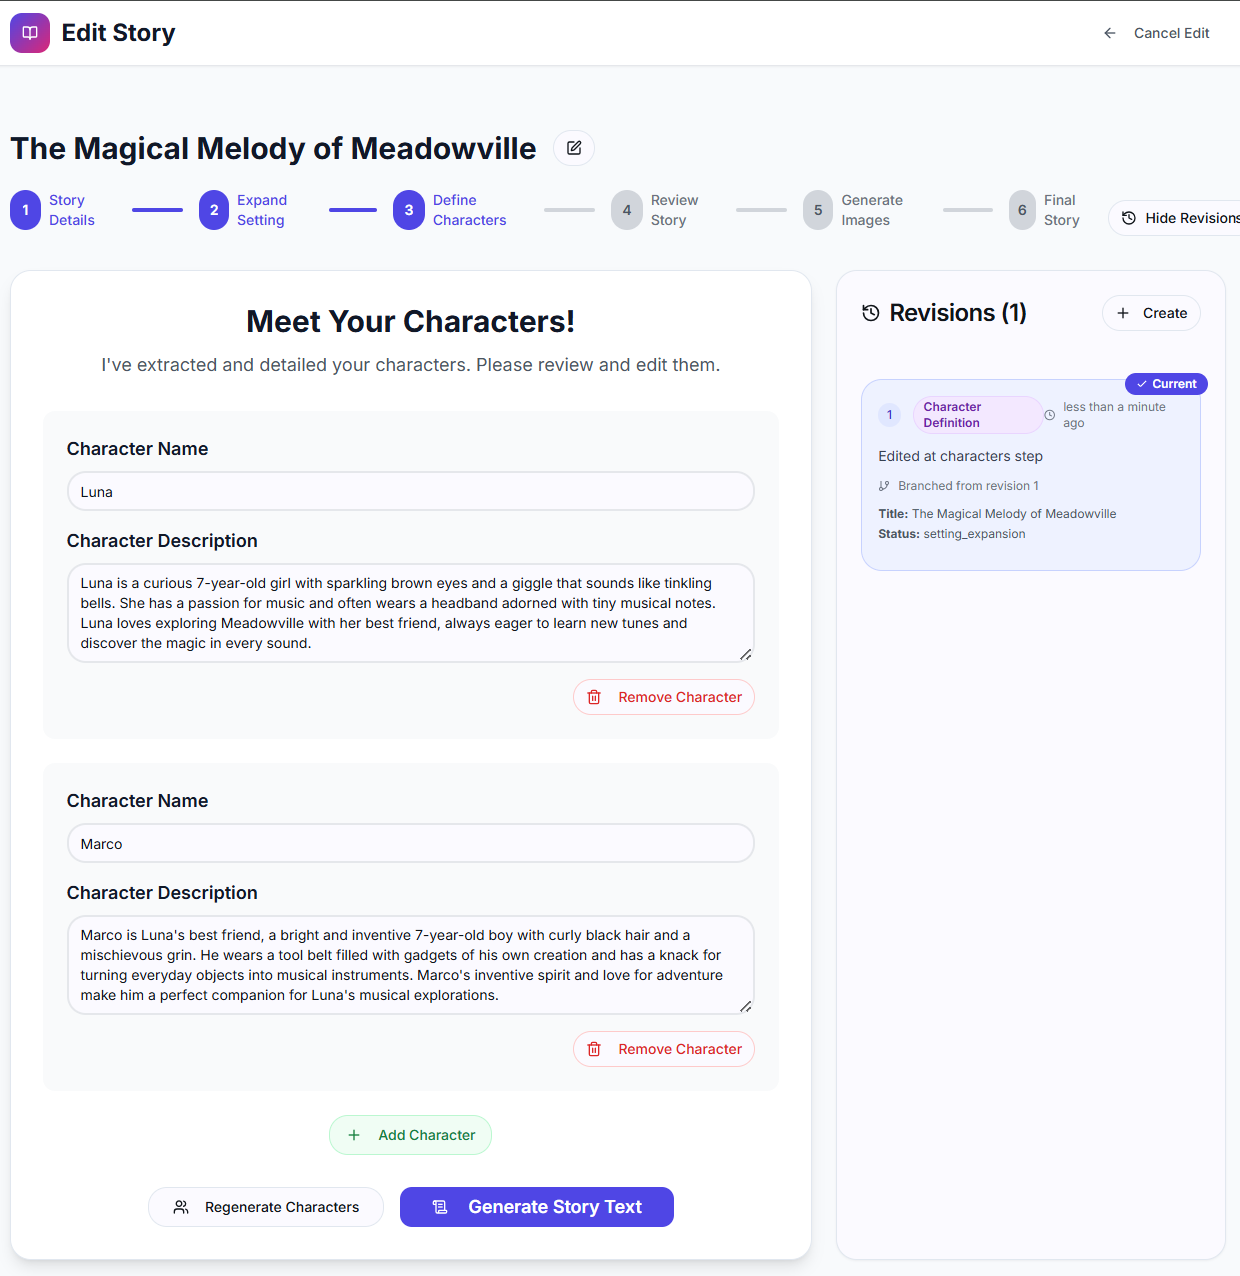 Edit Story
Cancel Edit
The Magical Melody of Meadowville
1
Story
Details
2
Expand
Setting
3
Define
Characters
4
Review
Story
5
Generate
Images
6
Final
Story
Hide Revisions
Meet Your Characters!
I've extracted and detailed your characters. Please review and edit them.
Character Name
Luna
Character Description
Luna is a curious 7-year-old girl with sparkling brown eyes and a giggle that sounds like tinkling
bells. She has a passion for music and often wears a headband adorned with tiny musical notes.
Luna loves exploring Meadowville with her best friend, always eager to learn new tunes and
discover the magic in every sound.
Remove Character
Character Name
Marco
Character Description
Marco is Luna's best friend, a bright and inventive 7-year-old boy with curly black hair and a
mischievous grin. He wears a tool belt filled with gadgets of his own creation and has a knack for
turning everyday objects into musical instruments. Marco's inventive spirit and love for adventure
make him a perfect companion for Luna's musical explorations.
Remove Character
Add Character
Regenerate Characters
Generate Story Text
Revisions (1)
Create
Current
1
Character
Definition
less than a minute
ago
Edited at characters step
Branched from revision 1
Title: The Magical Melody of Meadowville
Status: setting_expansion